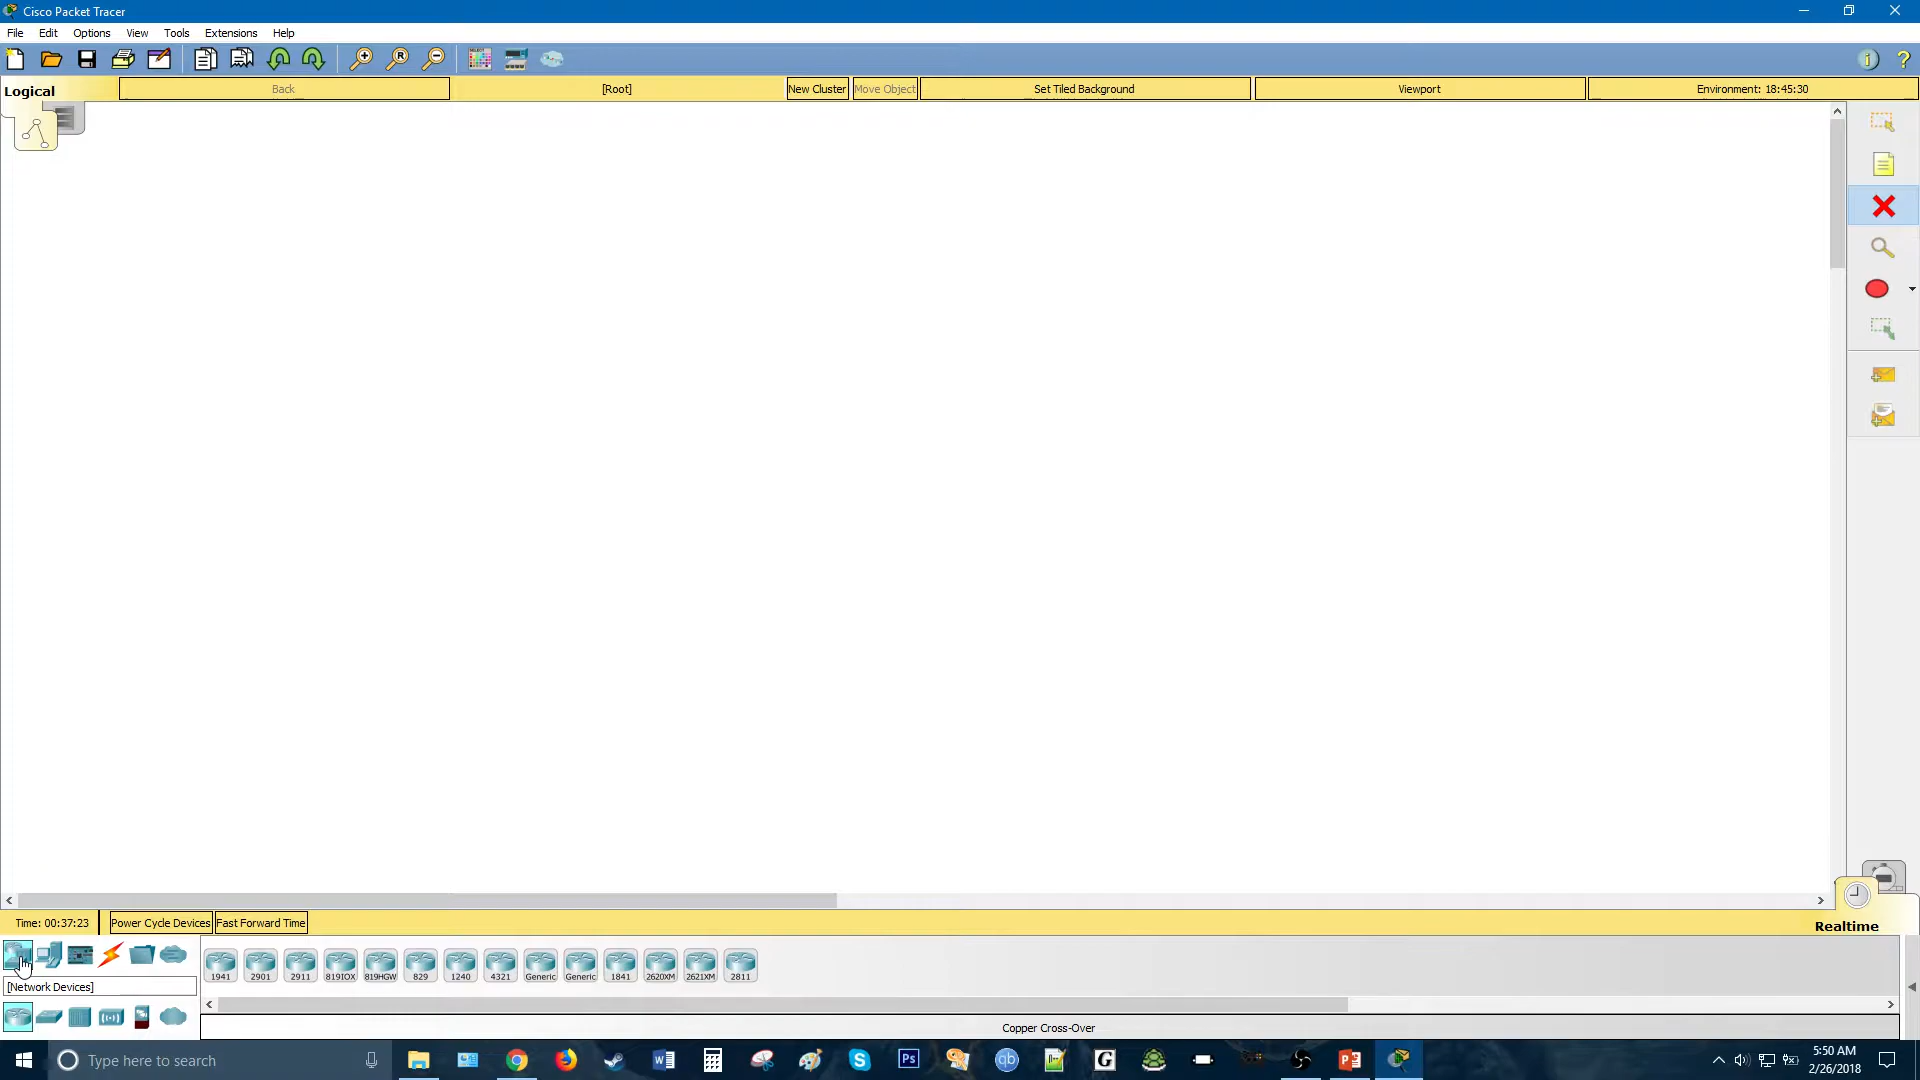 Cisco Packet Tracer
File Edit Options View Tools Extensions Help
Logical Back [Root] New Cluster Move Object Set Tiled Background Viewport Environment: 18:45:30
Time: 00:37:23 Power Cycle Devices Fast Forward Time Realtime
1941 2901 2911 819IOX 819HGW 829 1240 4321 Generic Generic 1841 2620XM 2621XM 2811
[Network Devices]
Copper Cross-Over
Type here to search
5:50 AM
2/26/2018